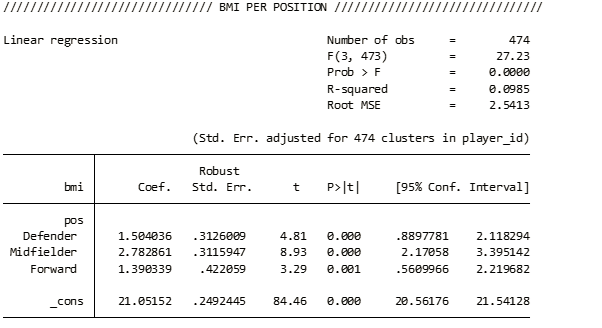 /////////////////////////////// BMI PER POSITION ///////////////////////////////
Linear regression Number of obs = 474
F(3, 473) = 27.23
Prob > F = 0.0000
R-squared = 0.0985
Root MSE = 2.5413
(Std. Err. adjusted for 474 clusters in player_id)
Robust
bmi Coef. Std. Err. t P>|t| [95% Conf. Interval]
pos
Defender 1.504036 .3126009 4.81 0.000 .8897781 2.118294
Midfielder 2.782861 .3115947 8.93 0.000 2.17058 3.395142
Forward 1.390339 .422059 3.29 0.001 .5609966 2.219682
_cons 21.05152 .2492445 84.46 0.000 20.56176 21.54128